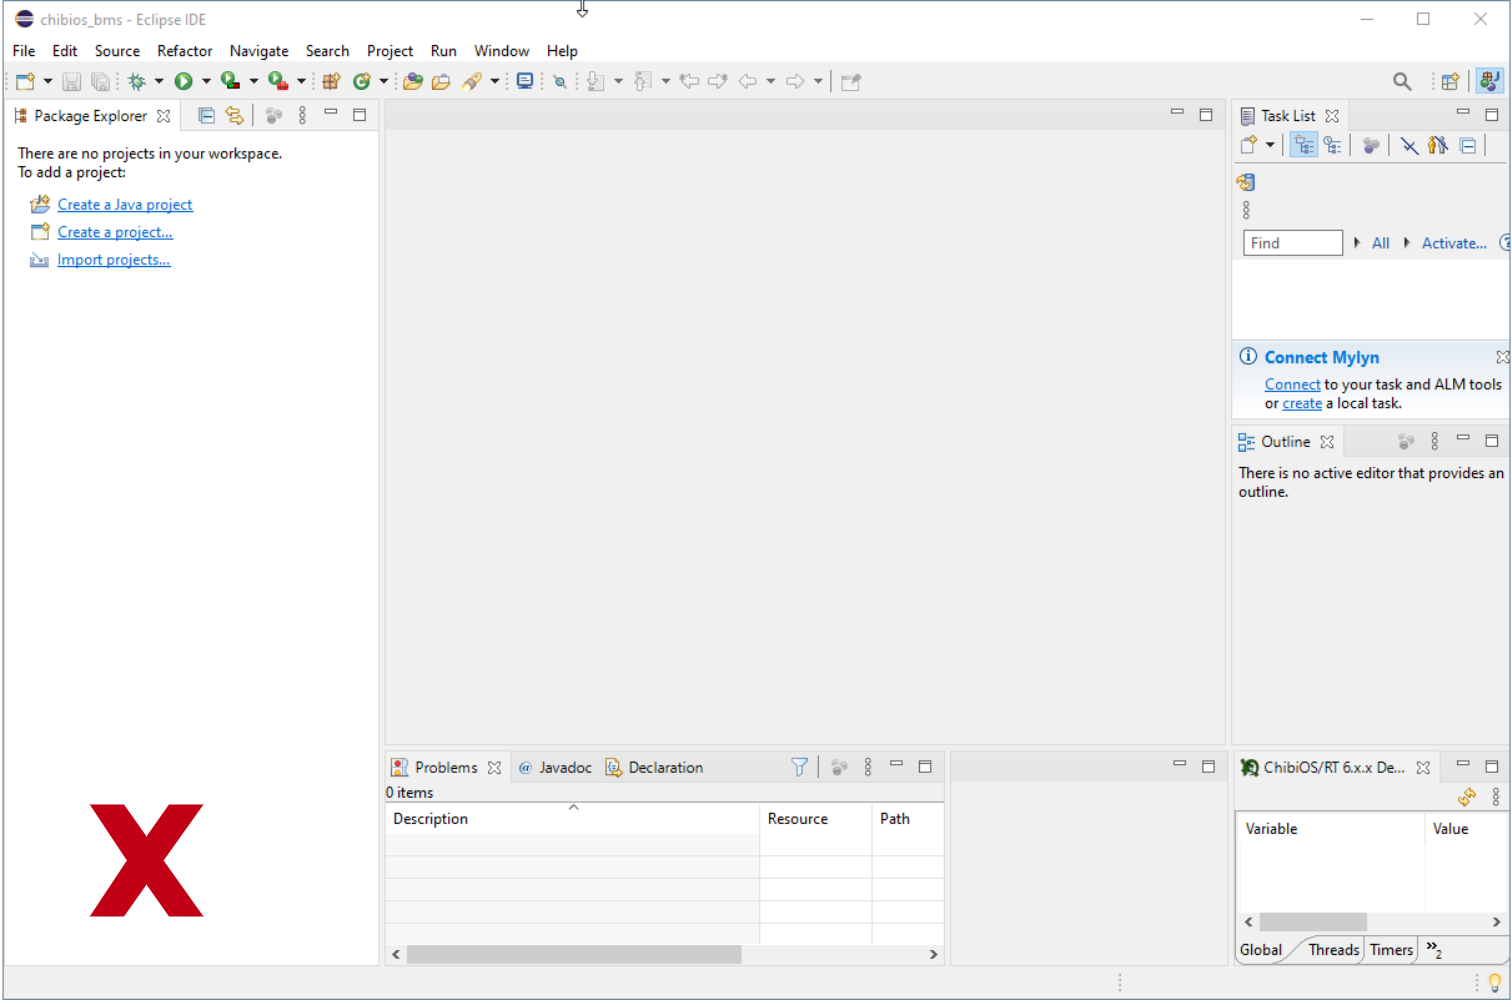 chibios_bms - Eclipse IDE
File Edit Source Refactor Navigate Search Project Run Window Help
Package Explorer
There are no projects in your workspace.
To add a project:
Create a Java project
Create a project...
Import projects...
Task List
Find All Activate...
Connect Mylyn
Connect to your task and ALM tools
or create a local task.
Outline
There is no active editor that provides an
outline.
Problems @ Javadoc Declaration
0 items
Description Resource Path
ChibiOS/RT 6.x.x De...
Variable Value
Global Threads Timers »2
X